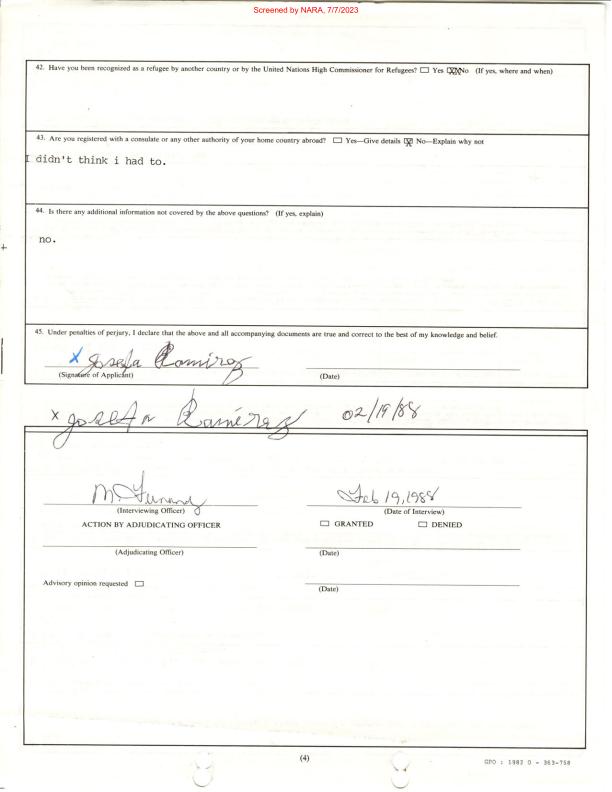 Screened by NARA, 7/7/2023
42. Have you been recognized as a refugee by another country or by the United Nations High Commissioner for Refugees? ☐ Yes ☒ No (If yes, where and when)
43. Are you registered with a consulate or any other authority of your home country abroad? ☐ Yes—Give details ☒ No—Explain why not
I didn't think i had to.
44. Is there any additional information not covered by the above questions? (If yes, explain)
no.
45. Under penalties of perjury, I declare that the above and all accompanying documents are true and correct to the best of my knowledge and belief.
X Josefa Ramirez
(Signature of Applicant) (Date)
x Josefa Ramirez 02/19/88
M. Feb 19, 1988
(Interviewing Officer) (Date of Interview)
ACTION BY ADJUDICATING OFFICER ☐ GRANTED ☐ DENIED
(Adjudicating Officer) (Date)
Advisory opinion requested ☐
(Date)
(4)
GPO : 1982 O - 363-758